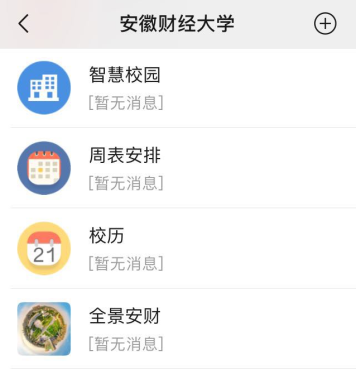 安徽财经大学
智慧校园
[暂无消息]
周表安排
[暂无消息]
校历
21
[暂无消息]
全景安财
[暂无消息]